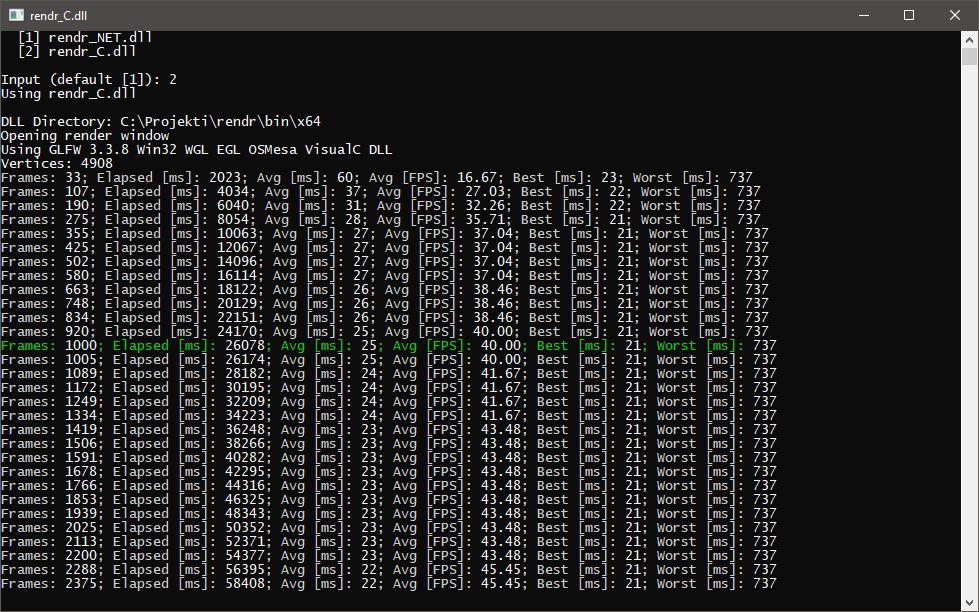 rendr_C.dll
[1] rendr_NET.dll
[2] rendr_C.dll
Input (default [1]): 2
Using rendr_C.dll
DLL Directory: C:\Projekti\rendr\bin\x64
Opening render window
Using GLFW 3.3.8 Win32 WGL EGL OSMesa VisualC DLL
Vertices: 4908
Frames: 33; Elapsed [ms]: 2023; Avg [ms]: 60; Avg [FPS]: 16.67; Best [ms]: 23; Worst [ms]: 737
Frames: 107; Elapsed [ms]: 4034; Avg [ms]: 37; Avg [FPS]: 27.03; Best [ms]: 22; Worst [ms]: 737
Frames: 190; Elapsed [ms]: 6040; Avg [ms]: 31; Avg [FPS]: 32.26; Best [ms]: 22; Worst [ms]: 737
Frames: 275; Elapsed [ms]: 8054; Avg [ms]: 28; Avg [FPS]: 35.71; Best [ms]: 21; Worst [ms]: 737
Frames: 355; Elapsed [ms]: 10063; Avg [ms]: 27; Avg [FPS]: 37.04; Best [ms]: 21; Worst [ms]: 737
Frames: 425; Elapsed [ms]: 12067; Avg [ms]: 27; Avg [FPS]: 37.04; Best [ms]: 21; Worst [ms]: 737
Frames: 502; Elapsed [ms]: 14096; Avg [ms]: 27; Avg [FPS]: 37.04; Best [ms]: 21; Worst [ms]: 737
Frames: 580; Elapsed [ms]: 16114; Avg [ms]: 27; Avg [FPS]: 37.04; Best [ms]: 21; Worst [ms]: 737
Frames: 663; Elapsed [ms]: 18122; Avg [ms]: 26; Avg [FPS]: 38.46; Best [ms]: 21; Worst [ms]: 737
Frames: 748; Elapsed [ms]: 20129; Avg [ms]: 26; Avg [FPS]: 38.46; Best [ms]: 21; Worst [ms]: 737
Frames: 834; Elapsed [ms]: 22151; Avg [ms]: 26; Avg [FPS]: 38.46; Best [ms]: 21; Worst [ms]: 737
Frames: 920; Elapsed [ms]: 24170; Avg [ms]: 25; Avg [FPS]: 40.00; Best [ms]: 21; Worst [ms]: 737
Frames: 1000; Elapsed [ms]: 26078; Avg [ms]: 25; Avg [FPS]: 40.00; Best [ms]: 21; Worst [ms]: 737
Frames: 1005; Elapsed [ms]: 26174; Avg [ms]: 25; Avg [FPS]: 40.00; Best [ms]: 21; Worst [ms]: 737
Frames: 1089; Elapsed [ms]: 28182; Avg [ms]: 24; Avg [FPS]: 41.67; Best [ms]: 21; Worst [ms]: 737
Frames: 1172; Elapsed [ms]: 30195; Avg [ms]: 24; Avg [FPS]: 41.67; Best [ms]: 21; Worst [ms]: 737
Frames: 1249; Elapsed [ms]: 32209; Avg [ms]: 24; Avg [FPS]: 41.67; Best [ms]: 21; Worst [ms]: 737
Frames: 1334; Elapsed [ms]: 34223; Avg [ms]: 24; Avg [FPS]: 41.67; Best [ms]: 21; Worst [ms]: 737
Frames: 1419; Elapsed [ms]: 36248; Avg [ms]: 23; Avg [FPS]: 43.48; Best [ms]: 21; Worst [ms]: 737
Frames: 1506; Elapsed [ms]: 38266; Avg [ms]: 23; Avg [FPS]: 43.48; Best [ms]: 21; Worst [ms]: 737
Frames: 1591; Elapsed [ms]: 40282; Avg [ms]: 23; Avg [FPS]: 43.48; Best [ms]: 21; Worst [ms]: 737
Frames: 1678; Elapsed [ms]: 42295; Avg [ms]: 23; Avg [FPS]: 43.48; Best [ms]: 21; Worst [ms]: 737
Frames: 1766; Elapsed [ms]: 44316; Avg [ms]: 23; Avg [FPS]: 43.48; Best [ms]: 21; Worst [ms]: 737
Frames: 1853; Elapsed [ms]: 46325; Avg [ms]: 23; Avg [FPS]: 43.48; Best [ms]: 21; Worst [ms]: 737
Frames: 1939; Elapsed [ms]: 48343; Avg [ms]: 23; Avg [FPS]: 43.48; Best [ms]: 21; Worst [ms]: 737
Frames: 2025; Elapsed [ms]: 50352; Avg [ms]: 23; Avg [FPS]: 43.48; Best [ms]: 21; Worst [ms]: 737
Frames: 2113; Elapsed [ms]: 52371; Avg [ms]: 23; Avg [FPS]: 43.48; Best [ms]: 21; Worst [ms]: 737
Frames: 2200; Elapsed [ms]: 54377; Avg [ms]: 23; Avg [FPS]: 43.48; Best [ms]: 21; Worst [ms]: 737
Frames: 2288; Elapsed [ms]: 56395; Avg [ms]: 22; Avg [FPS]: 45.45; Best [ms]: 21; Worst [ms]: 737
Frames: 2375; Elapsed [ms]: 58408; Avg [ms]: 22; Avg [FPS]: 45.45; Best [ms]: 21; Worst [ms]: 737